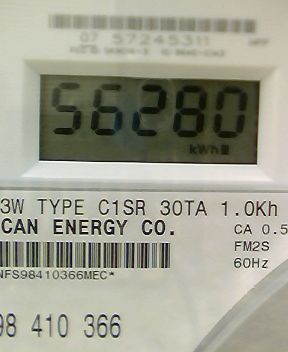 07 57245311
56280
kWh
3W TYPE C1SR 30TA 1.0Kh
CAN ENERGY CO.
CA 0.5
FM2S
60Hz
NFS98410366MEC*
98 410 366